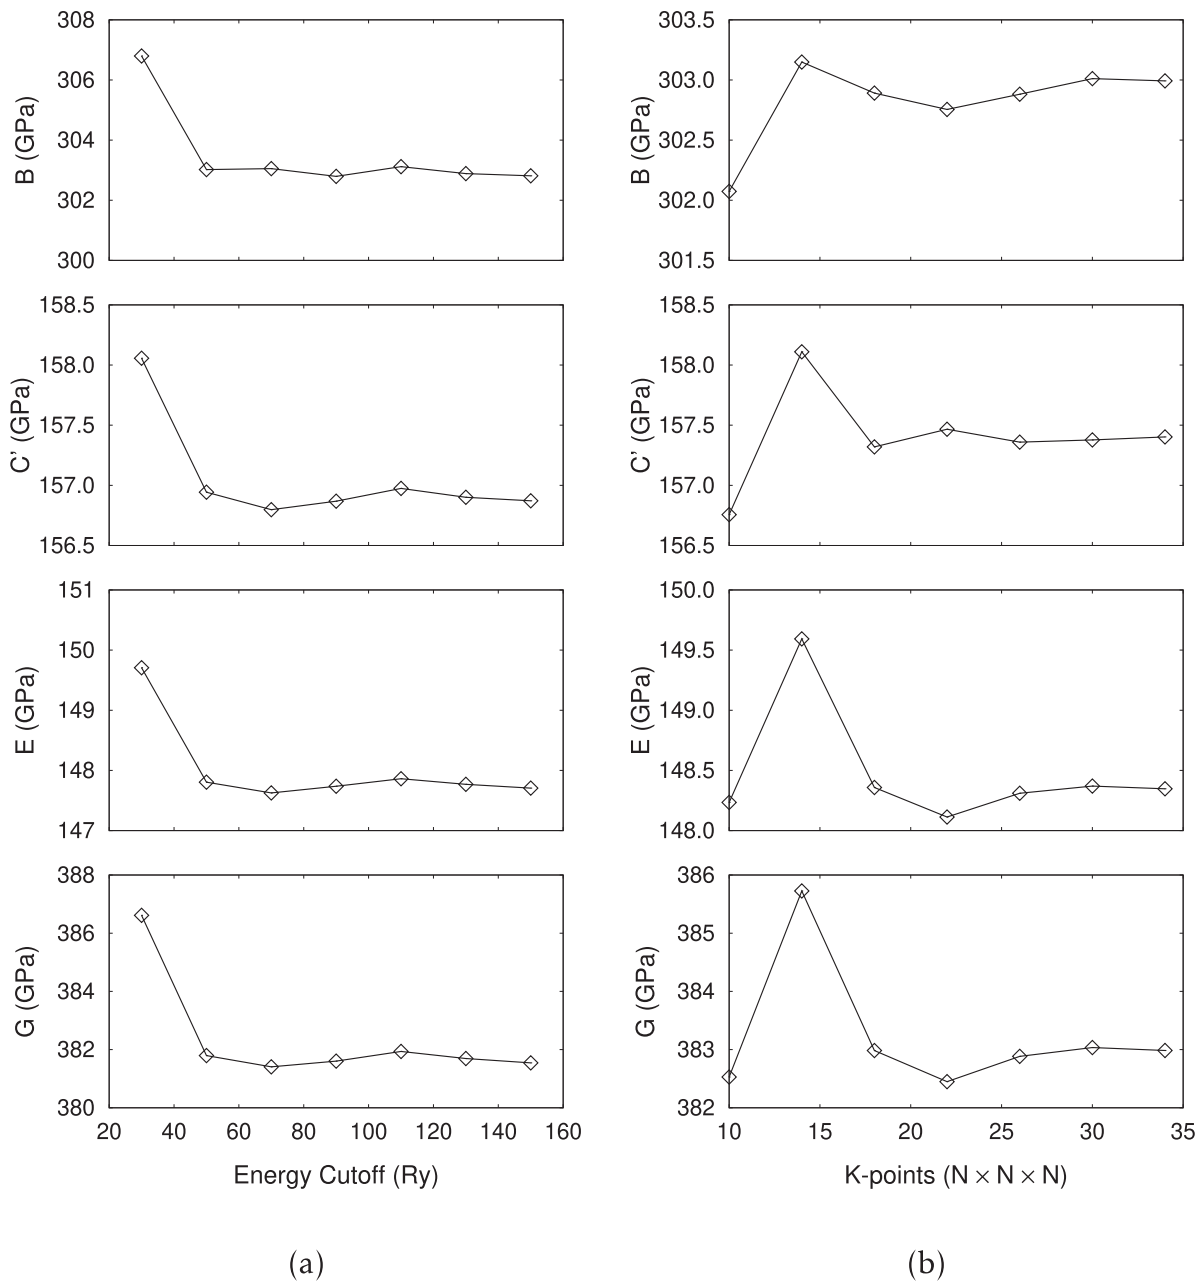 308
306
304
302
300
B (GPa)
158.5
158.0
157.5
157.0
156.5
C' (GPa)
151
150
149
148
147
E (GPa)
388
386
384
382
380
G (GPa)
20 40 60 80 100 120 140 160
Energy Cutoff (Ry)
(a)
303.5
303.0
302.5
302.0
301.5
B (GPa)
158.5
158.0
157.5
157.0
156.5
C' (GPa)
150.0
149.5
149.0
148.5
148.0
E (GPa)
386
385
384
383
382
G (GPa)
10 15 20 25 30 35
K-points (N × N × N)
(b)